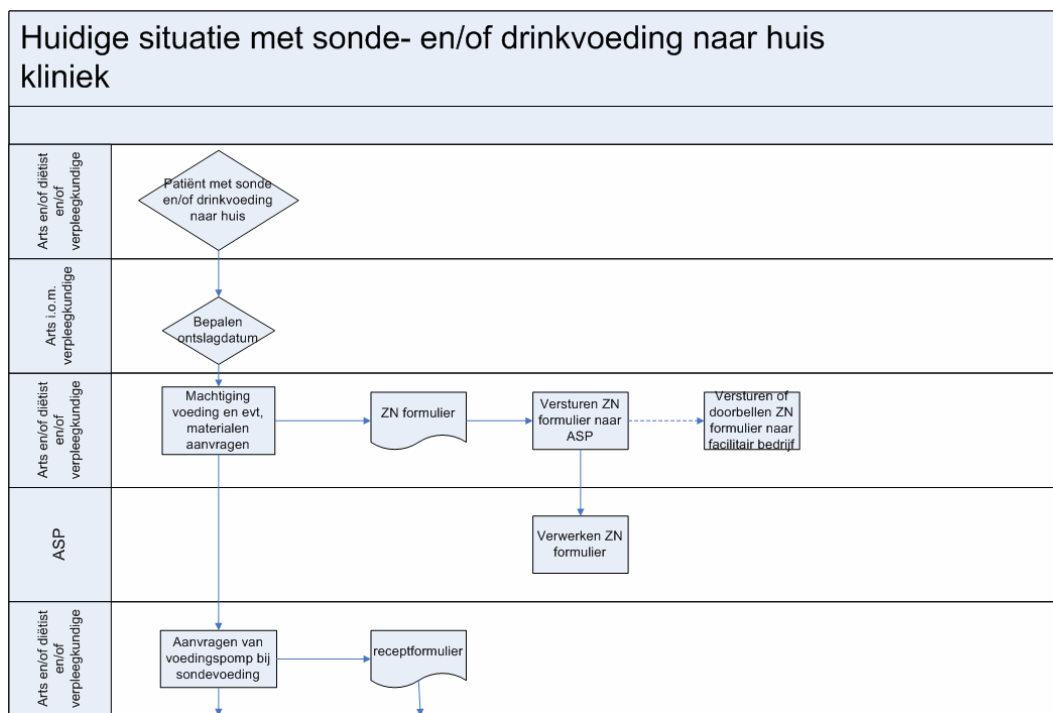 Huidige situatie met sonde- en/of drinkvoeding naar huis
kliniek
Arts en/of diëtist
en/of
verpleegkundige
Patiënt met sonde
en/of drinkvoeding
naar huis
Arts i.o.m.
verpleegkundige
Bepalen
ontslagdatum
Arts en/of diëtist
en/of
verpleegkundige
Machtiging
voeding en evt,
materialen
aanvragen
ZN formulier
Versturen ZN
formulier naar
ASP
Versturen of
doorbellen ZN
formulier naar
facilitair bedrijf
ASP
Verwerken ZN
formulier
Arts en/of diëtist
en/of
verpleegkundige
Aanvragen van
voedingspomp bij
sondevoeding
receptformulier